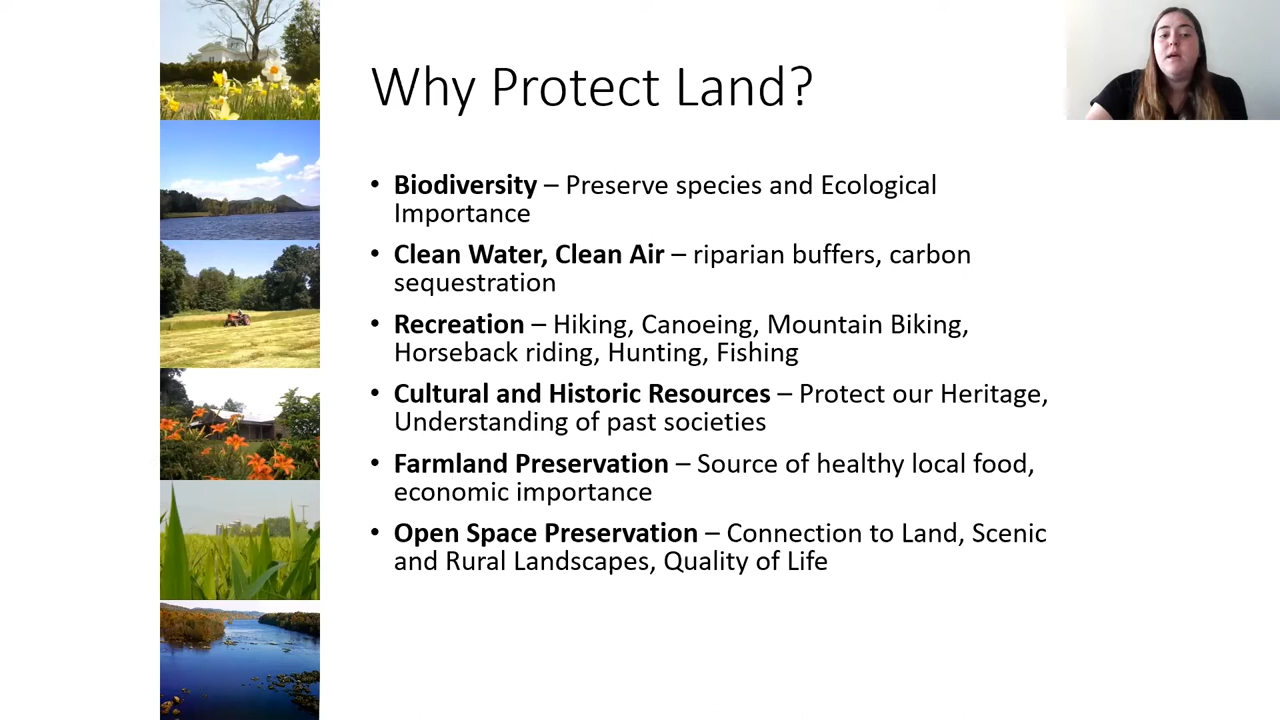 Why Protect Land?
• Biodiversity – Preserve species and Ecological
Importance
• Clean Water, Clean Air – riparian buffers, carbon
sequestration
• Recreation – Hiking, Canoeing, Mountain Biking,
Horseback riding, Hunting, Fishing
• Cultural and Historic Resources – Protect our Heritage,
Understanding of past societies
• Farmland Preservation – Source of healthy local food,
economic importance
• Open Space Preservation – Connection to Land, Scenic
and Rural Landscapes, Quality of Life